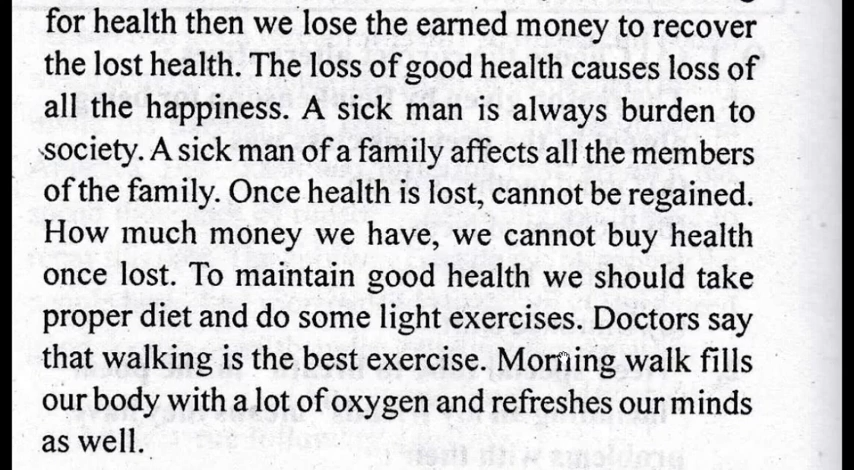 for health then we lose the earned money to recover
the lost health. The loss of good health causes loss of
all the happiness. A sick man is always burden to
society. A sick man of a family affects all the members
of the family. Once health is lost, cannot be regained.
How much money we have, we cannot buy health
once lost. To maintain good health we should take
proper diet and do some light exercises. Doctors say
that walking is the best exercise. Morning walk fills
our body with a lot of oxygen and refreshes our minds
as well.